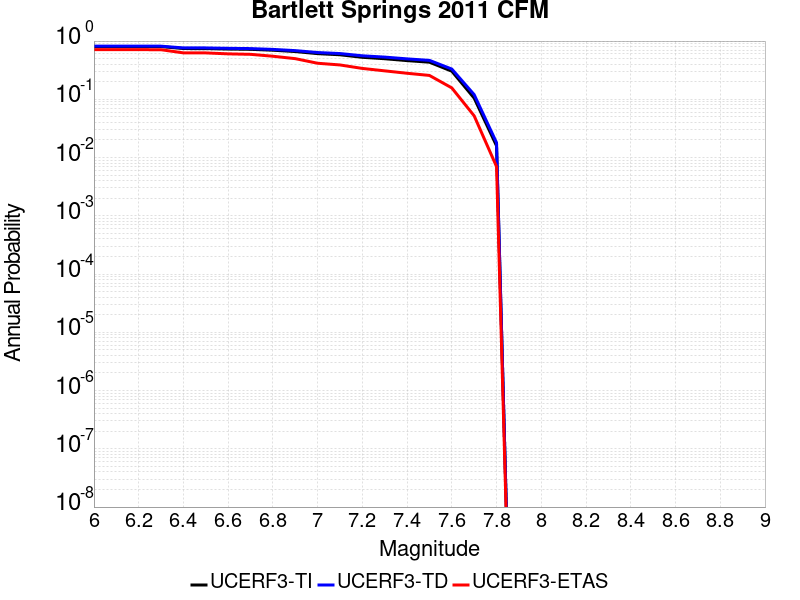 Bartlett Springs 2011 CFM
10^0
10^-1
10^-2
10^-3
10^-4
10^-5
10^-6
10^-7
10^-8
Annual Probability
6 6.2 6.4 6.6 6.8 7 7.2 7.4 7.6 7.8 8 8.2 8.4 8.6 8.8 9
Magnitude
UCERF3-TI UCERF3-TD UCERF3-ETAS